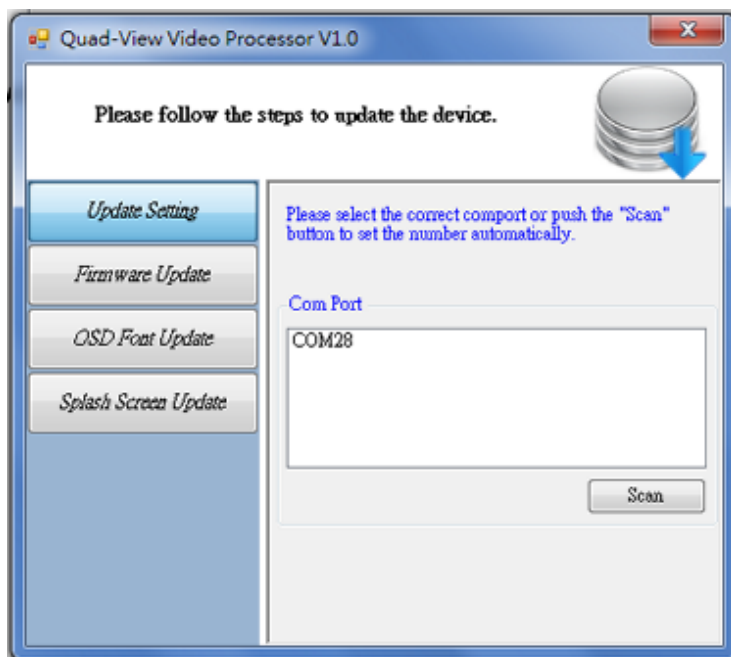 Quad-View Video Processor V1.0
Please follow the steps to update the device.
Update Setting
Firmware Update
OSD Font Update
Splash Screen Update
Please select the correct comport or push the "Scan"
button to set the number automatically.
Com Port
COM28
Scan